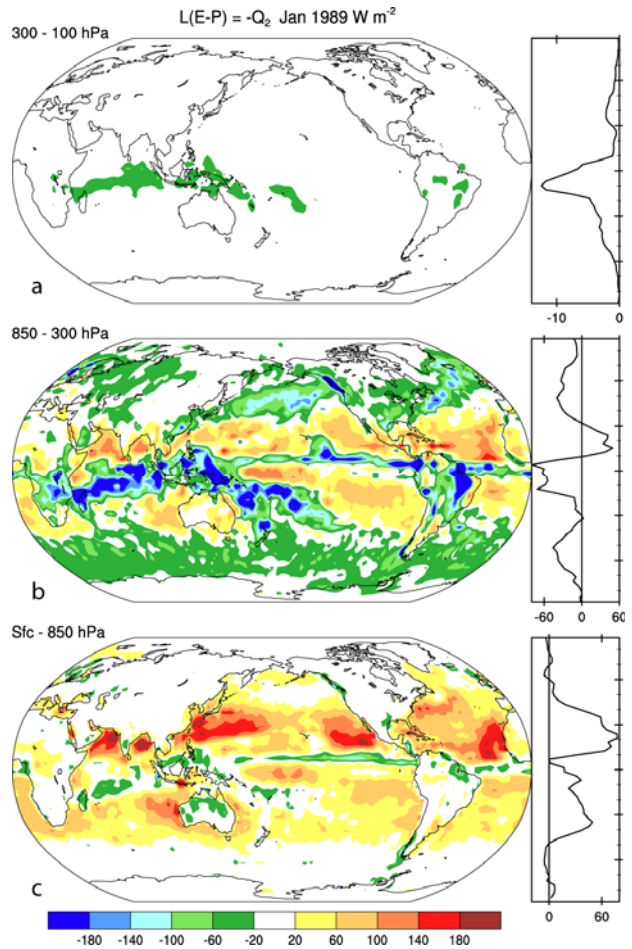 L(E-P) = -Q₂ Jan 1989 W m⁻²
300 - 100 hPa
a
-10 0
850 - 300 hPa
b
-60 0 60
Sfc - 850 hPa
c
0 60
-180 -140 -100 -60 -20 20 60 100 140 180